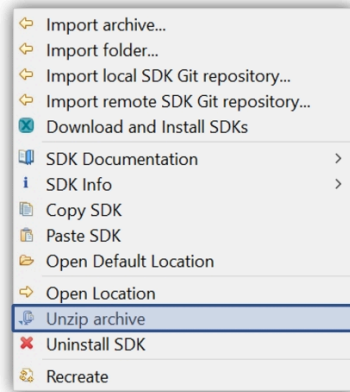 Import archive...
Import folder...
Import local SDK Git repository...
Import remote SDK Git repository...
Download and Install SDKs
SDK Documentation
SDK Info
Copy SDK
Paste SDK
Open Default Location
Open Location
Unzip archive
Uninstall SDK
Recreate